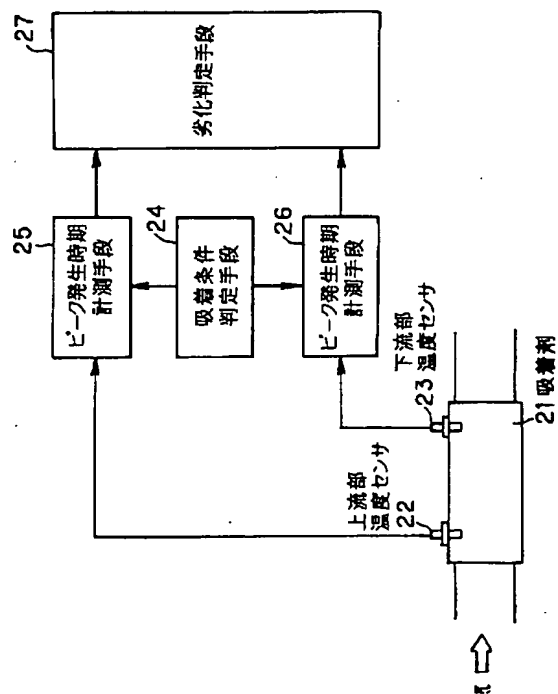 27
劣化判定手段
25
ピーク発生時期
計測手段
24
吸着条件
判定手段
26
ピーク発生時期
計測手段
上流部
温度センサ
22
下流部
温度センサ
23
21 吸着剤